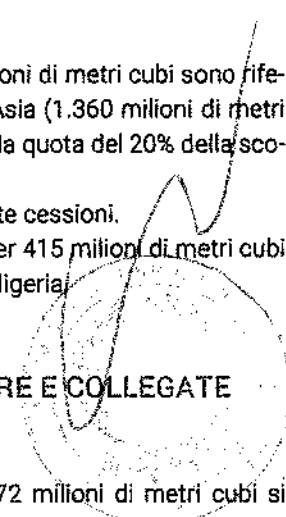 oni di metri cubi sono rife-
Asia (1.360 milioni di metri
la quota del 20% della sco-
te cessioni.
er 415 milioni di metri cubi
ligeria
RE E COLLEGATE
72 milioni di metri cubi si